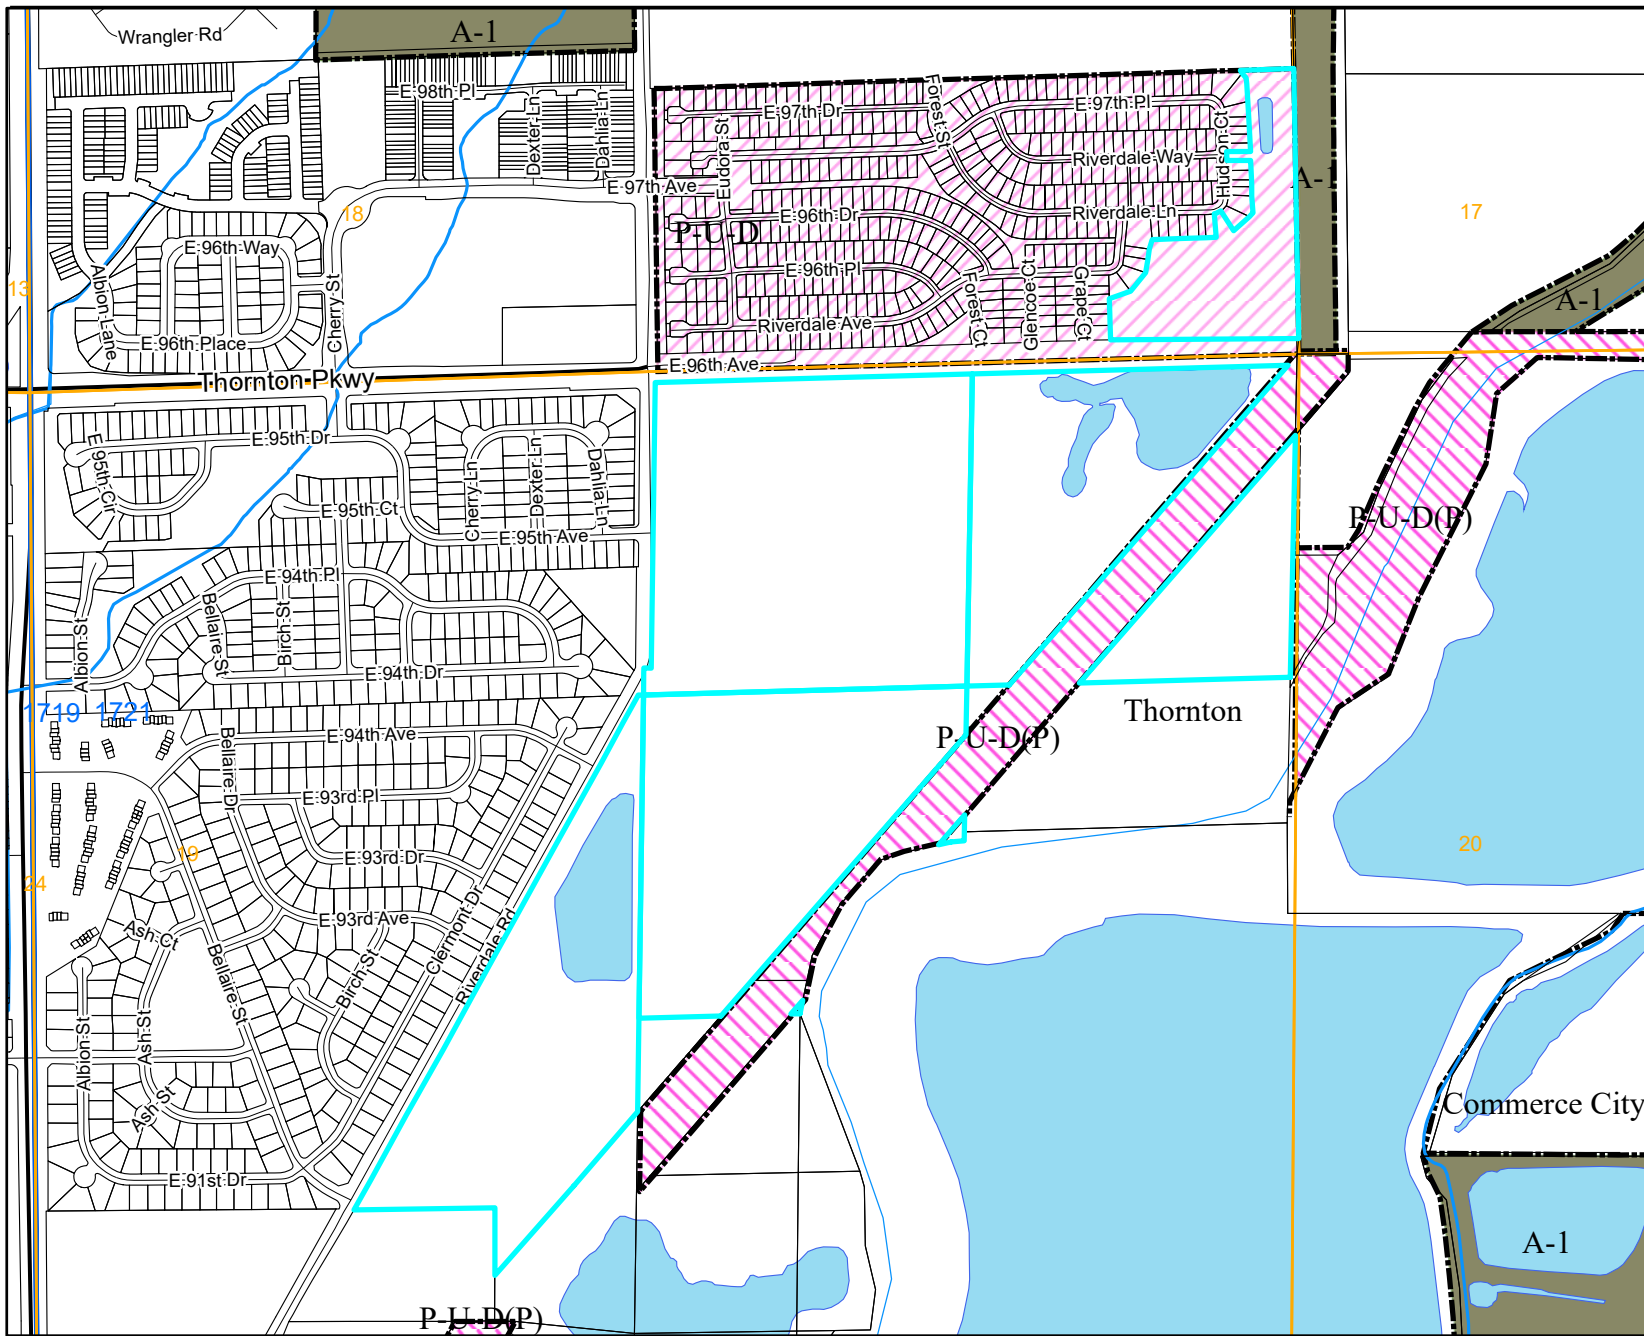 Wrangler Rd
A-1
E 98th Pl
Dexter Ln
Dahlia Ln
E 97th Dr
Forest St
E 97th Pl
Hudson Ct
Eudora St
Riverdale Way
E 97th Ave
A-1
18
17
E 96th Dr
Riverdale Ln
P-U-D
E 96th Way
Albion Lane
Cherry St
E 96th Pl
Forest Ct
Glencoe Ct
Grape Ct
13
A-1
Riverdale Ave
E 96th Place
E 96th Ave
Thornton Pkwy
E 95th Dr
E 95th Cir
Cherry Ln
Dexter Ln
Dahlia Ln
E 95th Ct
P-U-D(P)
E 95th Ave
E 94th Pl
Albion St
Bellaire St
Birch St
E 94th Dr
1719
1721
Thornton
E 94th Ave
P-U-D(P)
Bellaire Dr
E 93rd Pl
19
E 93rd Dr
20
24
E 93rd Ave
Clermont Dr
Riverdale Rd
Ash Ct
Bellaire St
Birch St
Albion St
Ash St
Ash St
Commerce City
E 91st Dr
A-1
P-U-D(P)